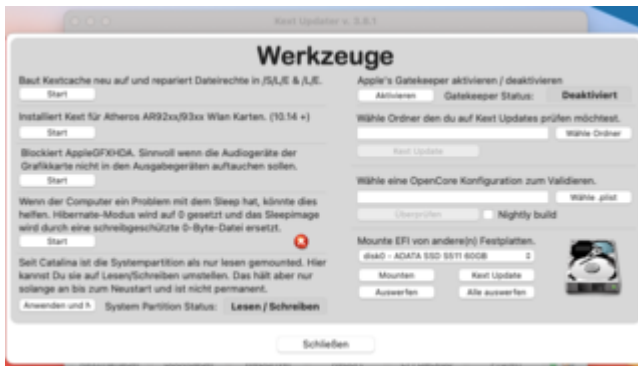 Kext Updater v. 3.8.1
Werkzeuge
Baut Kextcache neu auf und repariert Dateirechte in /S/L/E & /L/E.
Start
Installiert Kext für Atheros AR92xx/93xx Wlan Karten. (10.14 +)
Start
Blockiert AppleGFXHDA. Sinnvoll wenn die Audiogeräte der
Grafikkarte nicht in den Ausgabegeräten auftauchen sollen.
Start
Wenn der Computer ein Problem mit dem Sleep hat, könnte dies
helfen. Hibernate-Modus wird auf 0 gesetzt und das Sleepimage
wird durch eine schreibgeschützte 0-Byte-Datei ersetzt.
Start
Seit Catalina ist die Systempartition als nur lesen gemounted. Hier
kannst Du sie auf Lesen/Schreiben umstellen. Das hält aber nur
solange an bis zum Neustart und ist nicht permanent.
Anwenden und N System Partition Status: Lesen / Schreiben
Apple's Gatekeeper aktivieren / deaktivieren
Aktivieren Gatekeeper Status: Deaktiviert
Wähle Ordner den du auf Kext Updates prüfen möchtest.
Wähle Ordner
Kext Update
Wähle eine OpenCore Konfiguration zum Validieren.
Wähle .plist
Überprüfen Nightly build
Mounte EFI von andere(n) Festplatten.
disk0 - ADATA SSD S511 60GB
Mounten Kext Update
Auswerfen Alle auswerfen
Schließen